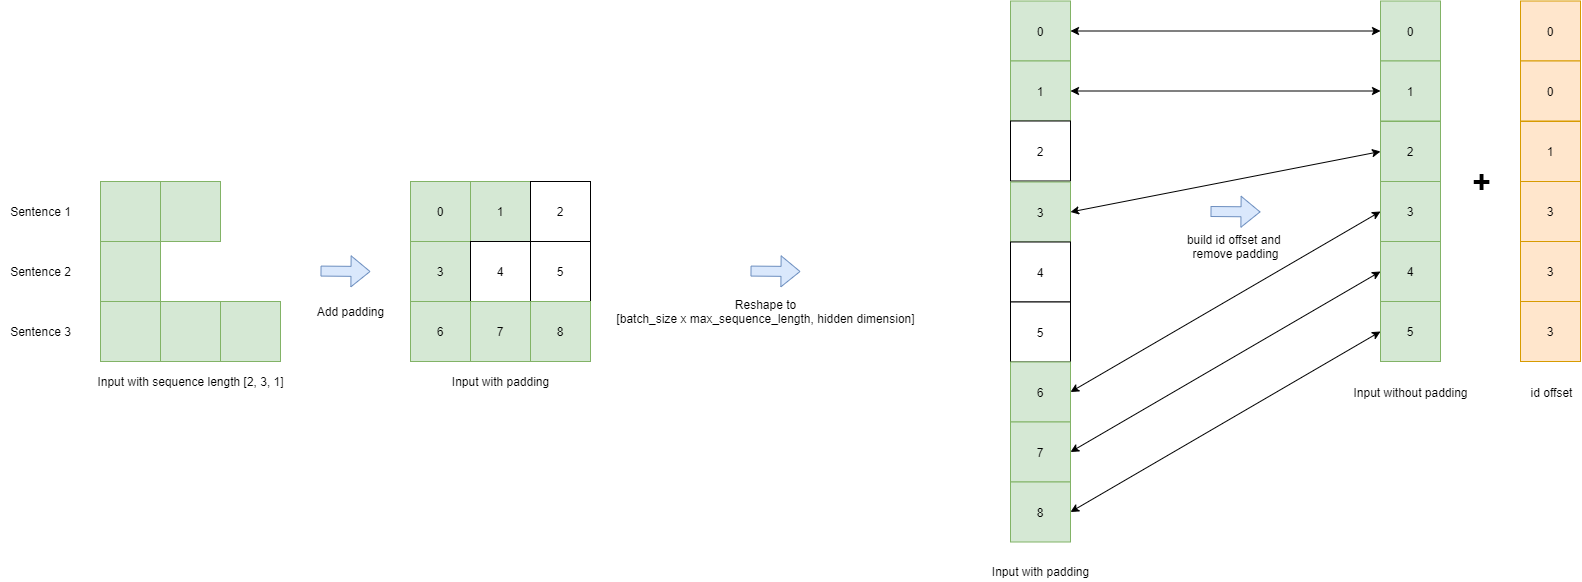 Sentence 1
Sentence 2
Sentence 3
Input with sequence length [2, 3, 1]
Add padding
0 1 2
3 4 5
6 7 8
Input with padding
Reshape to
[batch_size x max_sequence_length, hidden dimension]
0
1
2
3
4
5
6
7
8
Input with padding
build id offset and
remove padding
0
1
2
3
4
5
Input without padding
+
0
0
1
3
3
3
id offset